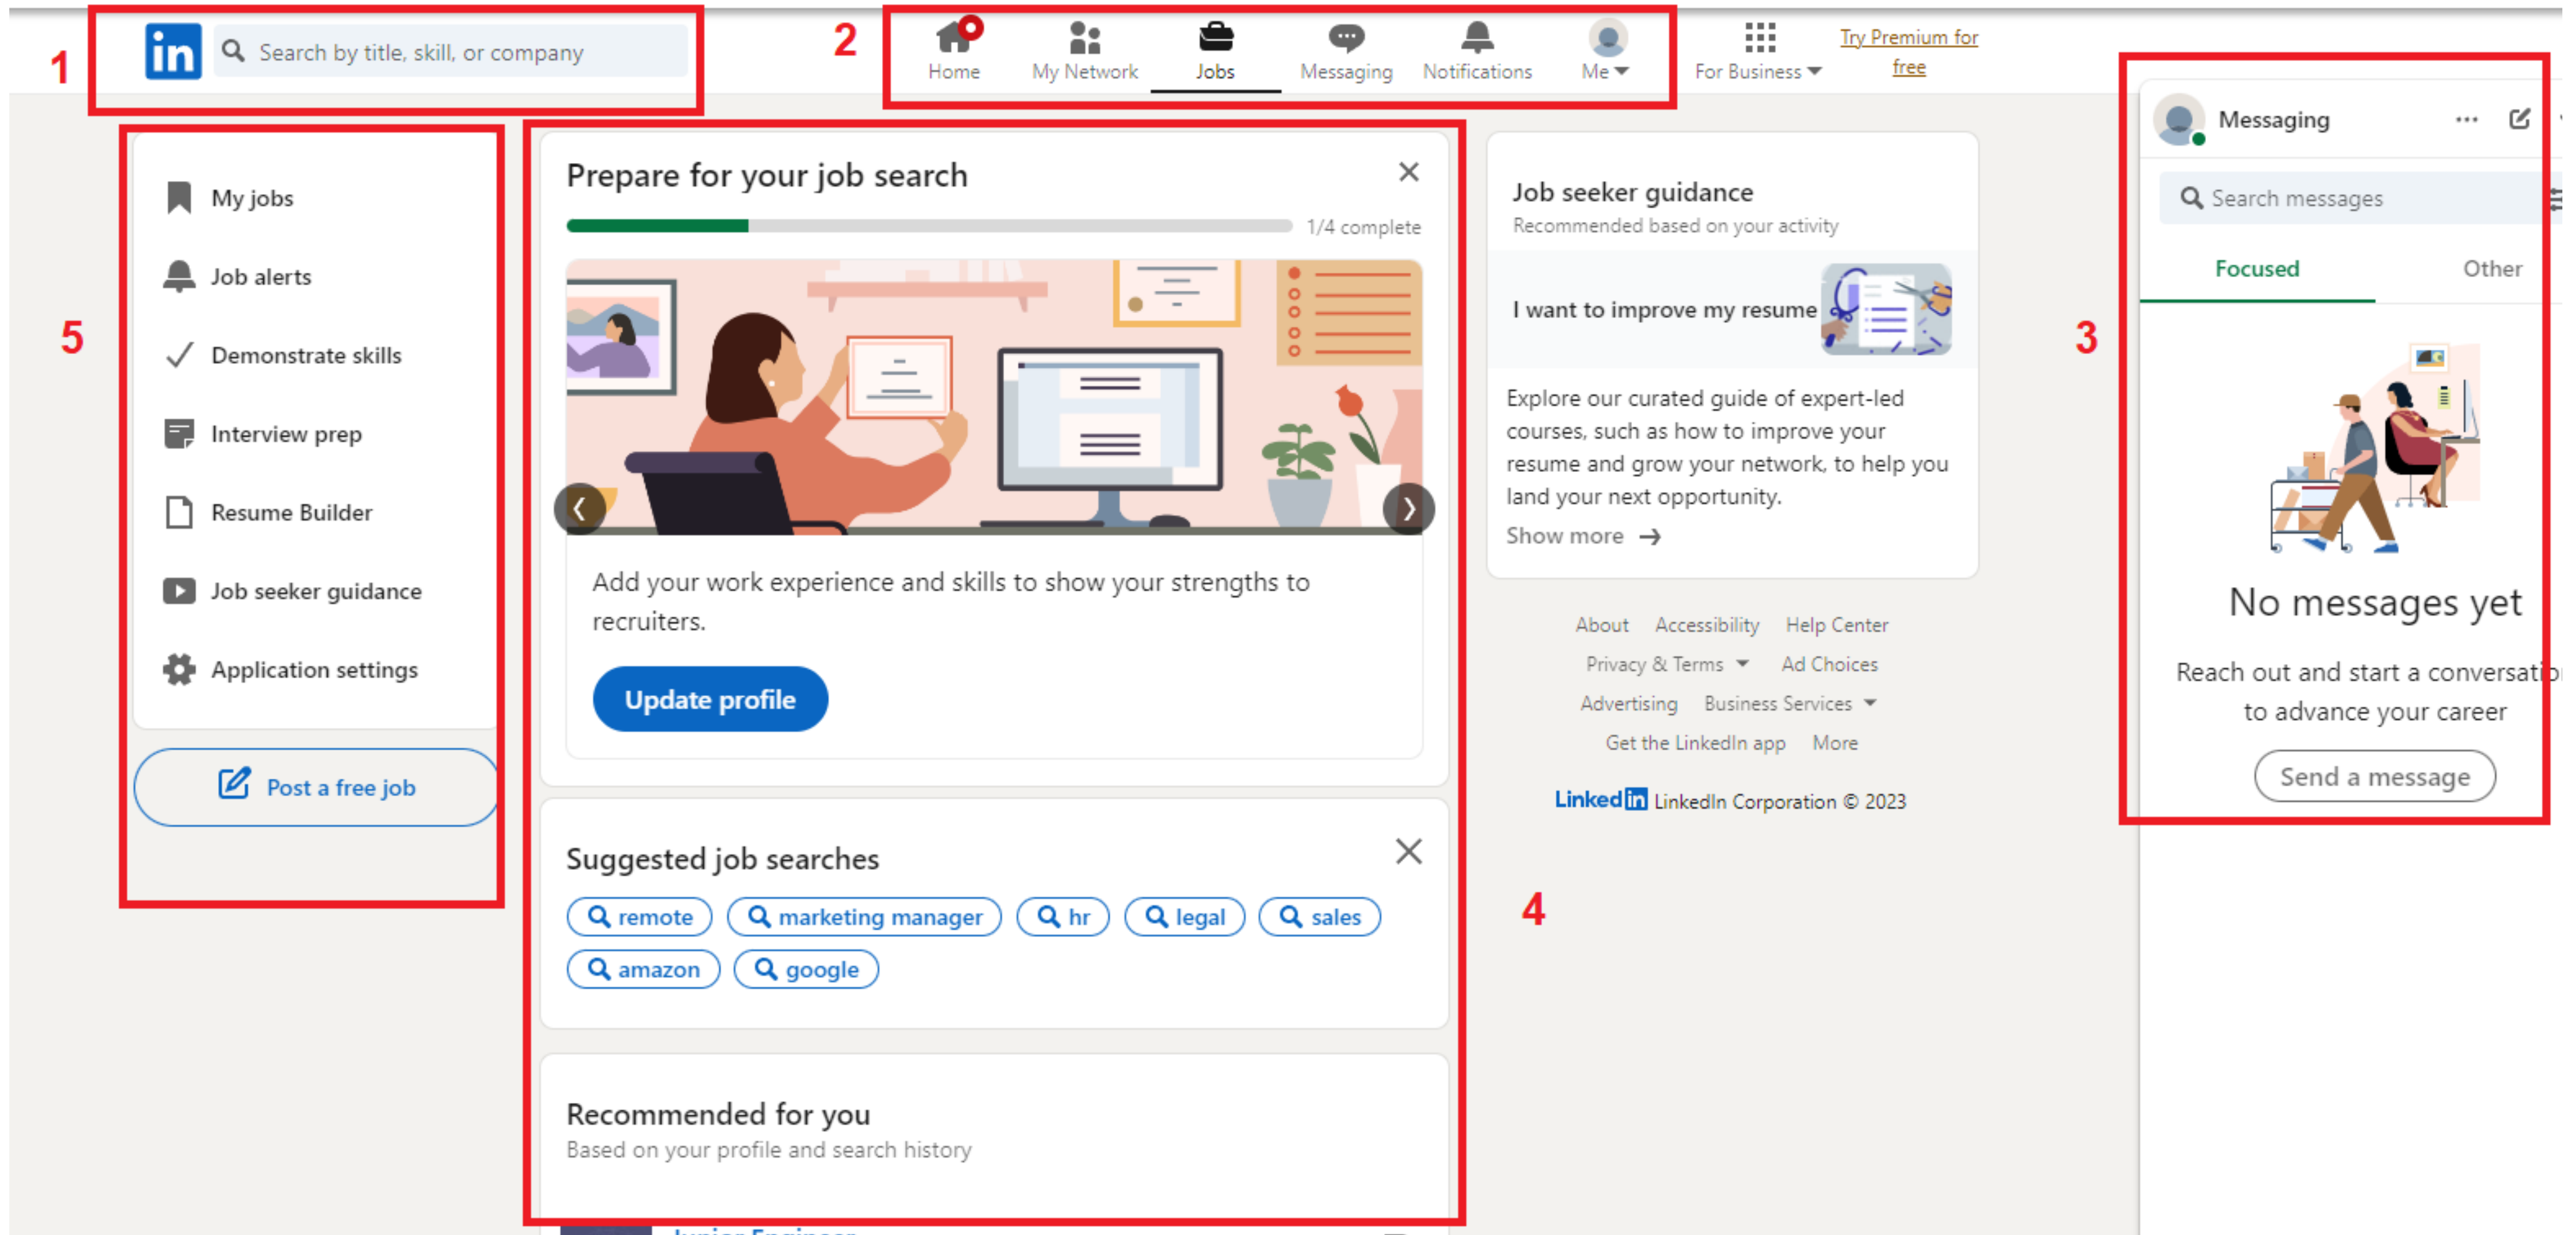 1
in
Search by title, skill, or company
2
Home
My Network
Jobs
Messaging
Notifications
Me
For Business
Try Premium for
free
5
My jobs
Job alerts
Demonstrate skills
Interview prep
Resume Builder
Job seeker guidance
Application settings
Post a free job
Prepare for your job search
1/4 complete
Add your work experience and skills to show your strengths to
recruiters.
Update profile
Suggested job searches
remote
marketing manager
hr
legal
sales
amazon
google
Recommended for you
Based on your profile and search history
4
Job seeker guidance
Recommended based on your activity
I want to improve my resume
Explore our curated guide of expert-led
courses, such as how to improve your
resume and grow your network, to help you
land your next opportunity.
Show more
About Accessibility Help Center
Privacy & Terms Ad Choices
Advertising Business Services
Get the LinkedIn app More
LinkedIn LinkedIn Corporation © 2023
3
Messaging
Search messages
Focused
Other
No messages yet
Reach out and start a
to advance your career
Send a message